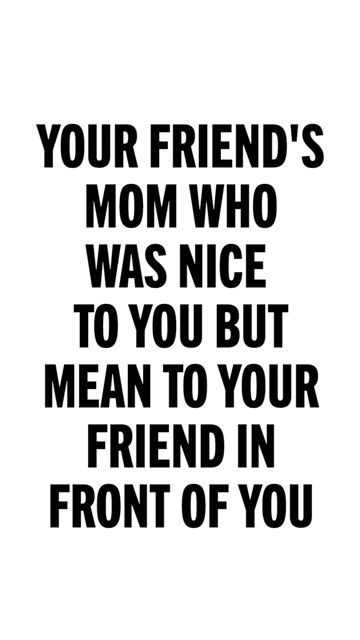 YOUR FRIEND'S
MOM WHO
WAS NICE
TO YOU BUT
MEAN TO YOUR
FRIEND IN
FRONT OF YOU